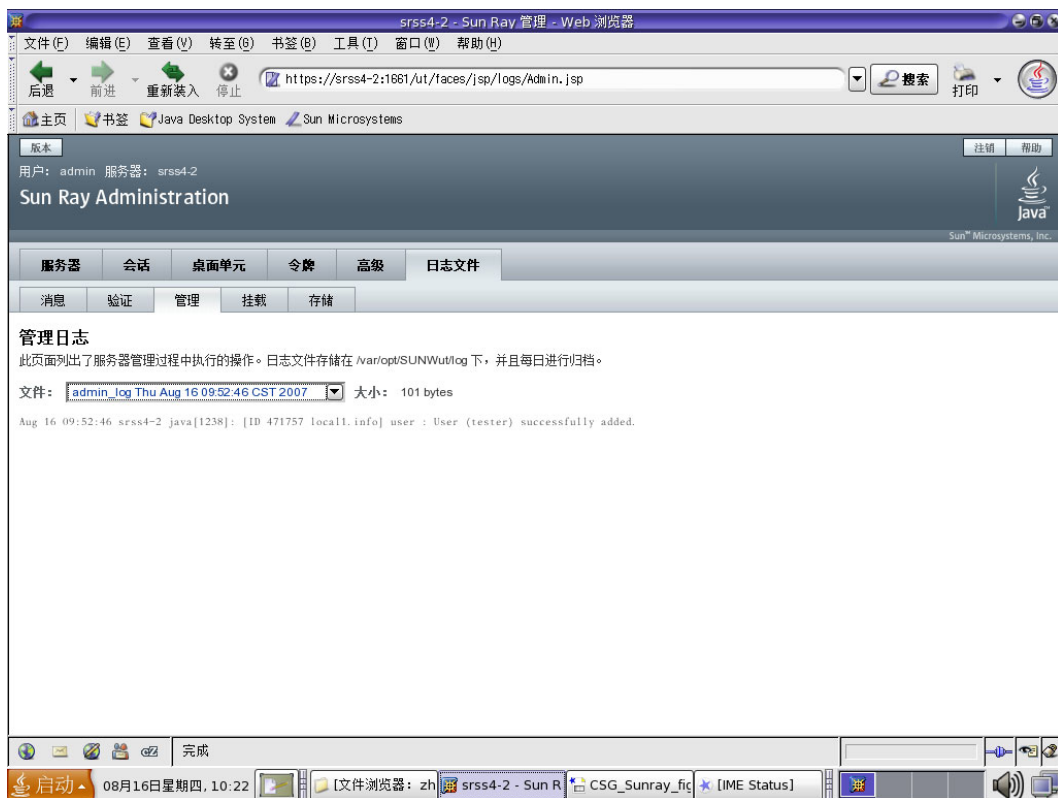 srss4-2 - Sun Ray 管理 - Web 浏览器
文件(F) 编辑(E) 查看(V) 转至(G) 书签(B) 工具(T) 窗口(W) 帮助(H)
后退 前进 重新装入 停止 https://srss4-2:1661/ut/faces/jsp/logs/Admin.jsp 搜索 打印
主页 书签 Java Desktop System Sun Microsystems
版本 注销 帮助
用户: admin 服务器: srss4-2
Sun Ray Administration
Java™
Sun™ Microsystems, Inc.
服务器 会话 桌面单元 令牌 高级 日志文件
消息 验证 管理 挂载 存储
管理日志
此页面列出了服务器管理过程中执行的操作。日志文件存储在 /var/opt/SUNWut/log 下，并且每日进行归档。
文件: admin_log Thu Aug 16 09:52:46 CST 2007 大小: 101 bytes
Aug 16 09:52:46 srss4-2 java[1238]: [ID 471757 local1.info] user : User (tester) successfully added.
完成
启动 08月16日星期四, 10:22 [文件浏览器: zh srss4-2 - Sun R CSG_Sunray_fig [IME Status]